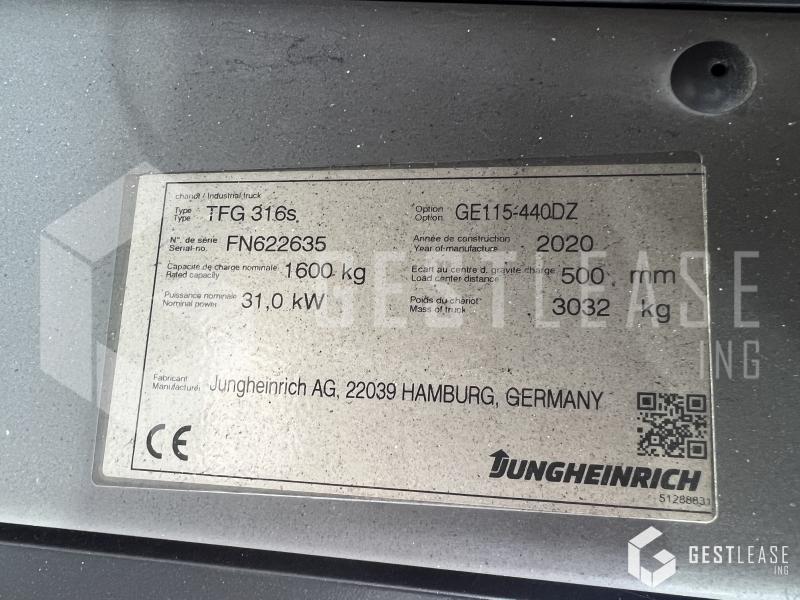 chariot / Industrial truck
Type
Type TFG 316s
Option
Option GE115-440DZ
N°. de série
Serial-no. FN622635
Année de construction
Year of manufacture 2020
Capacité de charge nominale
Rated capacity 1600 kg
Ecart au centre d. gravité charge
Load center distance 500 mm
Puissance nominale
Nominal power 31,0 kW
Poids du chariot
Mass of truck 3032 kg
Fabricant
Manufacturer Jungheinrich AG, 22039 HAMBURG, GERMANY
CE
JUNGHEINRICH
51288831
GESTLEASE
ING
GESTLEASE
ING